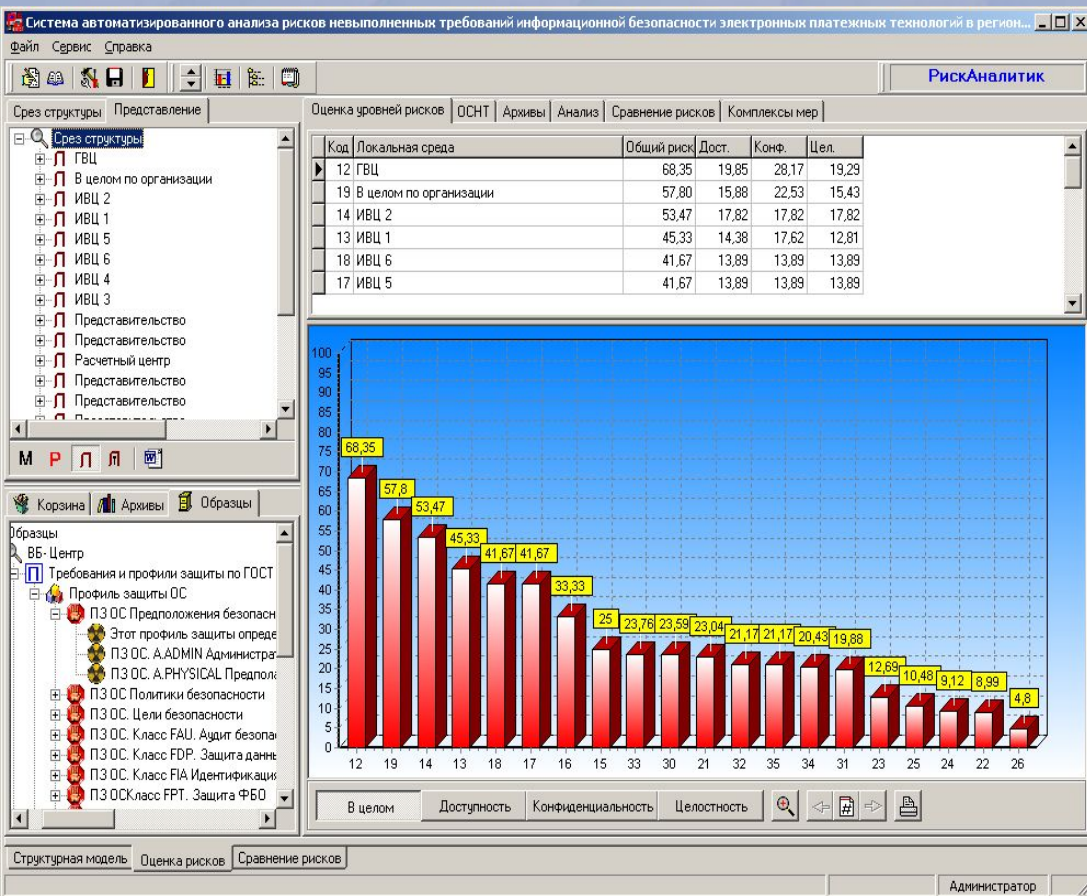 Система автоматизированного анализа рисков невыполненных требований информационной безопасности электронных платежных технологий в регион...
Файл Сервис Справка
РискАналитик
Срез структуры Представление
Срез структуры
ГВЦ
В целом по организации
ИВЦ 2
ИВЦ 1
ИВЦ 5
ИВЦ 6
ИВЦ 4
ИВЦ 3
Представительство
Представительство
Расчетный центр
Представительство
Представительство
М Р Л Л
Корзина Архивы Образцы
Образцы
ВБ- Центр
П Требования и профили защиты по ГОСТ
Профиль защиты ОС
ПЗ ОС Предположения безопасн
Этот профиль защиты опреде
ПЗ ОС. A.ADMIN Администра
ПЗ ОС. A.PHYSICAL Предпола
ПЗ ОС Политики безопасности
ПЗ ОС. Цели безопасности
ПЗ ОС. Класс FAU. Аудит безопа
ПЗ ОС. Класс FDP. Защита данн
ПЗ ОС. Класс FIA Идентификация
ПЗ ОСКласс FPT. Защита ФБО
Оценка уровней рисков ОСНТ Архивы Анализ Сравнение рисков Комплексы мер
Код Локальная среда Общий риск Дост. Конф. Цел.
12 ГВЦ 68,35 19,85 28,17 19,29
19 В целом по организации 57,80 15,88 22,53 15,43
14 ИВЦ 2 53,47 17,82 17,82 17,82
13 ИВЦ 1 45,33 14,38 17,62 12,81
18 ИВЦ 6 41,67 13,89 13,89 13,89
17 ИВЦ 5 41,67 13,89 13,89 13,89
100
95
90
85
80
75
70
65
60
55
50
45
40
35
30
25
20
15
10
5
0
68,35 57,8 53,47 45,33 41,67 41,67 33,33 25 23,76 23,59 23,04 21,17 21,17 20,43 19,88 12,69 10,48 9,12 8,99 4,8
12 19 14 13 18 17 16 15 33 30 21 32 35 34 31 23 24 22 26
В целом Доступность Конфиденциальность Целостность
Структурная модель Оценка рисков Сравнение рисков
Администратор